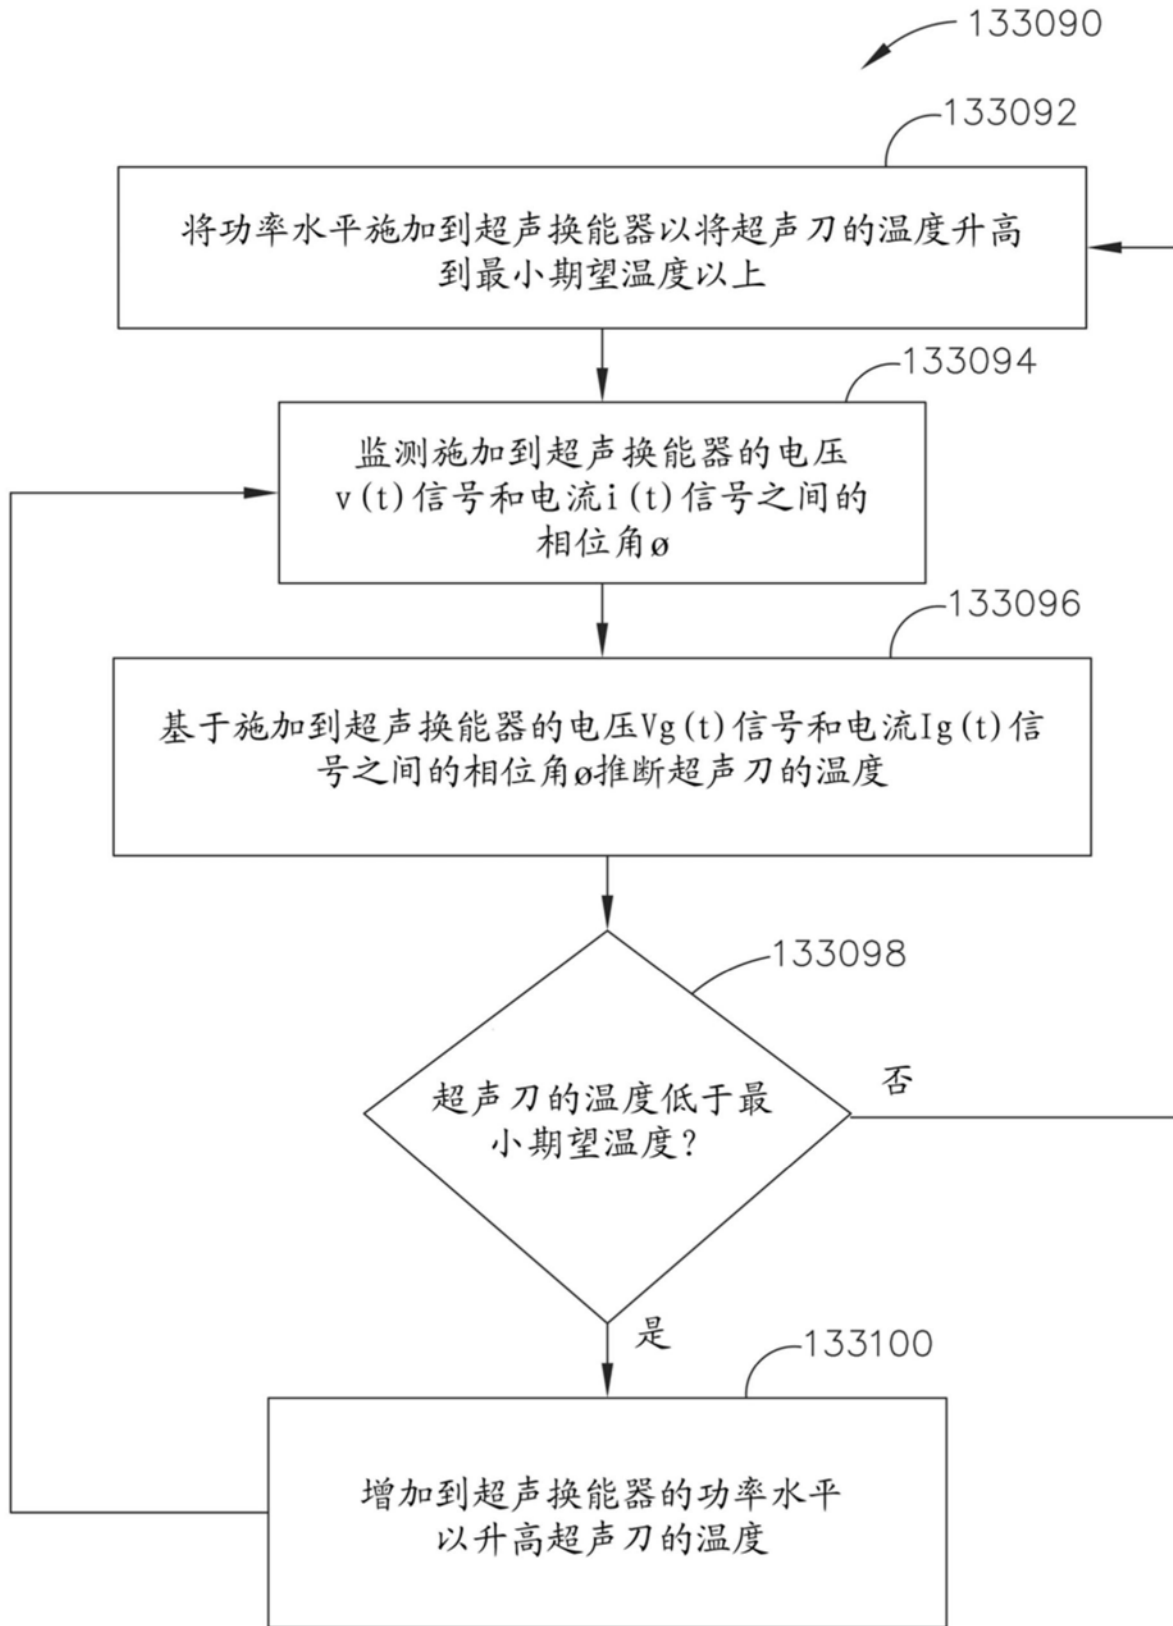 133090
133092
将功率水平施加到超声换能器以将超声刀的温度升高
到最小期望温度以上
133094
监测施加到超声换能器的电压
v(t)信号和电流i(t)信号之间的
相位角ø
133096
基于施加到超声换能器的电压Vg(t)信号和电流Ig(t)信
号之间的相位角ø推断超声刀的温度
133098
超声刀的温度低于最
小期望温度?
否
是
133100
增加到超声换能器的功率水平
以升高超声刀的温度